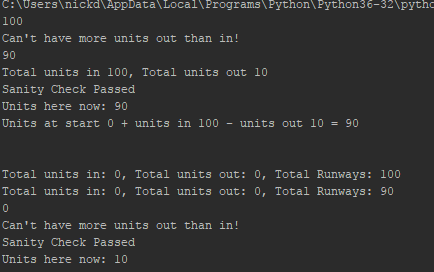 C:\Users\nickd\AppData\Local\Programs\Python\Python36-32\pytho
100
Can't have more units out than in!
90
Total units in 100, Total units out 10
Sanity Check Passed
Units here now: 90
Units at start 0 + units in 100 - units out 10 = 90
Total units in: 0, Total units out: 0, Total Runways: 100
Total units in: 0, Total units out: 0, Total Runways: 90
0
Can't have more units out than in!
Sanity Check Passed
Units here now: 10